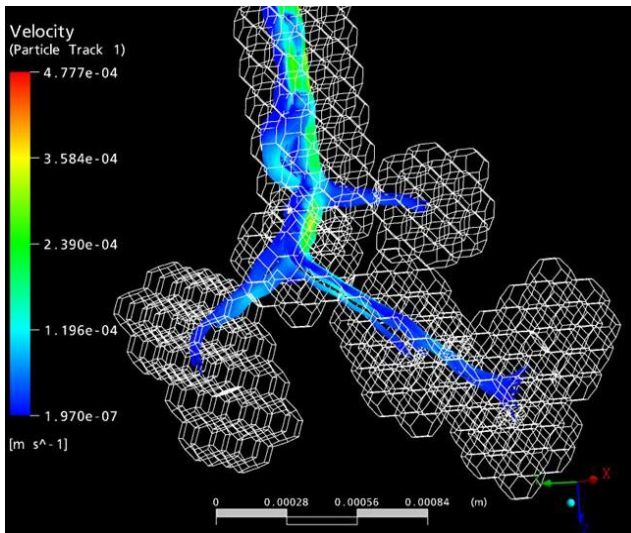 Velocity
(Particle Track 1)
4.777e-04
3.584e-04
2.390e-04
1.196e-04
1.970e-07
[m s^-1]
0 0.00028 0.00056 0.00084 (m)
X
Z